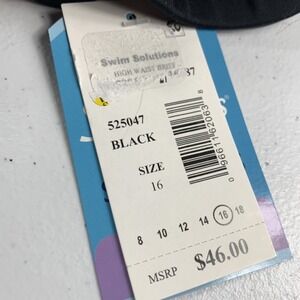 Swim Solutions
HIGH WAIST BRIEF
525047
BLACK
SIZE
16
8 10 12 14 16 18
MSRP $46.00